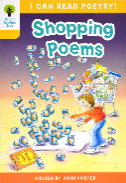 I CAN READ POETRY!
Shopping
Poems
CHOSEN BY JOHN FOSTER